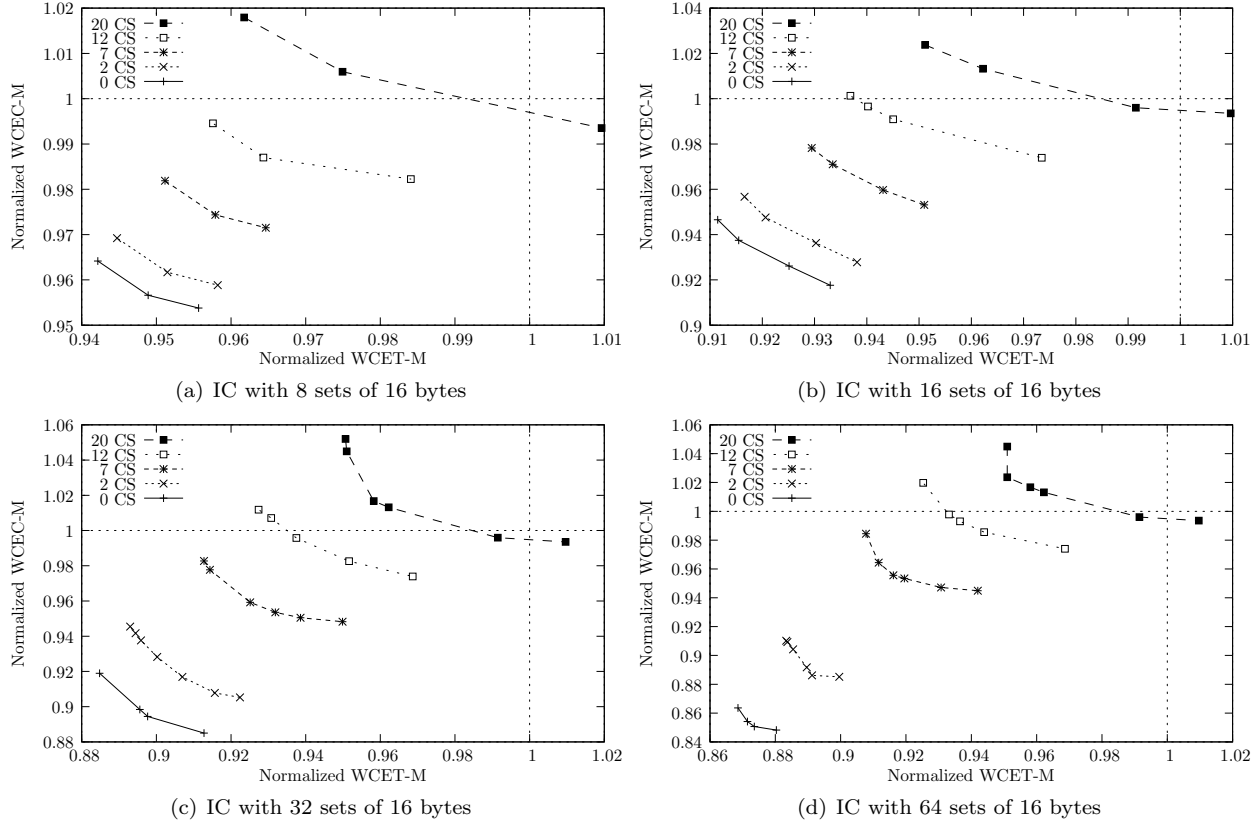 1.02
1.01
1
0.99
0.98
0.97
0.96
0.95
0.94 0.95 0.96 0.97 0.98 0.99 1 1.01
Normalized WCEC-M
Normalized WCET-M
20 CS
12 CS
7 CS
2 CS
0 CS
(a) IC with 8 sets of 16 bytes
1.04
1.02
1
0.98
0.96
0.94
0.92
0.9
0.91 0.92 0.93 0.94 0.95 0.96 0.97 0.98 0.99 1 1.01
Normalized WCEC-M
Normalized WCET-M
20 CS
12 CS
7 CS
2 CS
0 CS
(b) IC with 16 sets of 16 bytes
1.06
1.04
1.02
1
0.98
0.96
0.94
0.92
0.9
0.88
0.88 0.9 0.92 0.94 0.96 0.98 1 1.02
Normalized WCEC-M
Normalized WCET-M
20 CS
12 CS
7 CS
2 CS
0 CS
(c) IC with 32 sets of 16 bytes
1.06
1.04
1.02
1
0.98
0.96
0.94
0.92
0.9
0.88
0.86
0.84
0.86 0.88 0.9 0.92 0.94 0.96 0.98 1 1.02
Normalized WCEC-M
Normalized WCET-M
20 CS
12 CS
7 CS
2 CS
0 CS
(d) IC with 64 sets of 16 bytes